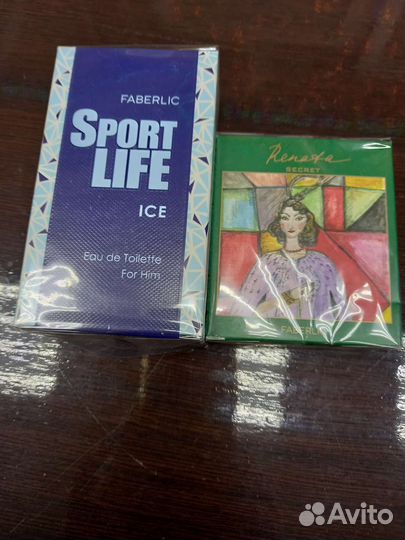 FABERLIC
SPORT
LIFE
ICE
Eau de Toilette
For Him
Renata
SECRET
FABERLIC
Avito